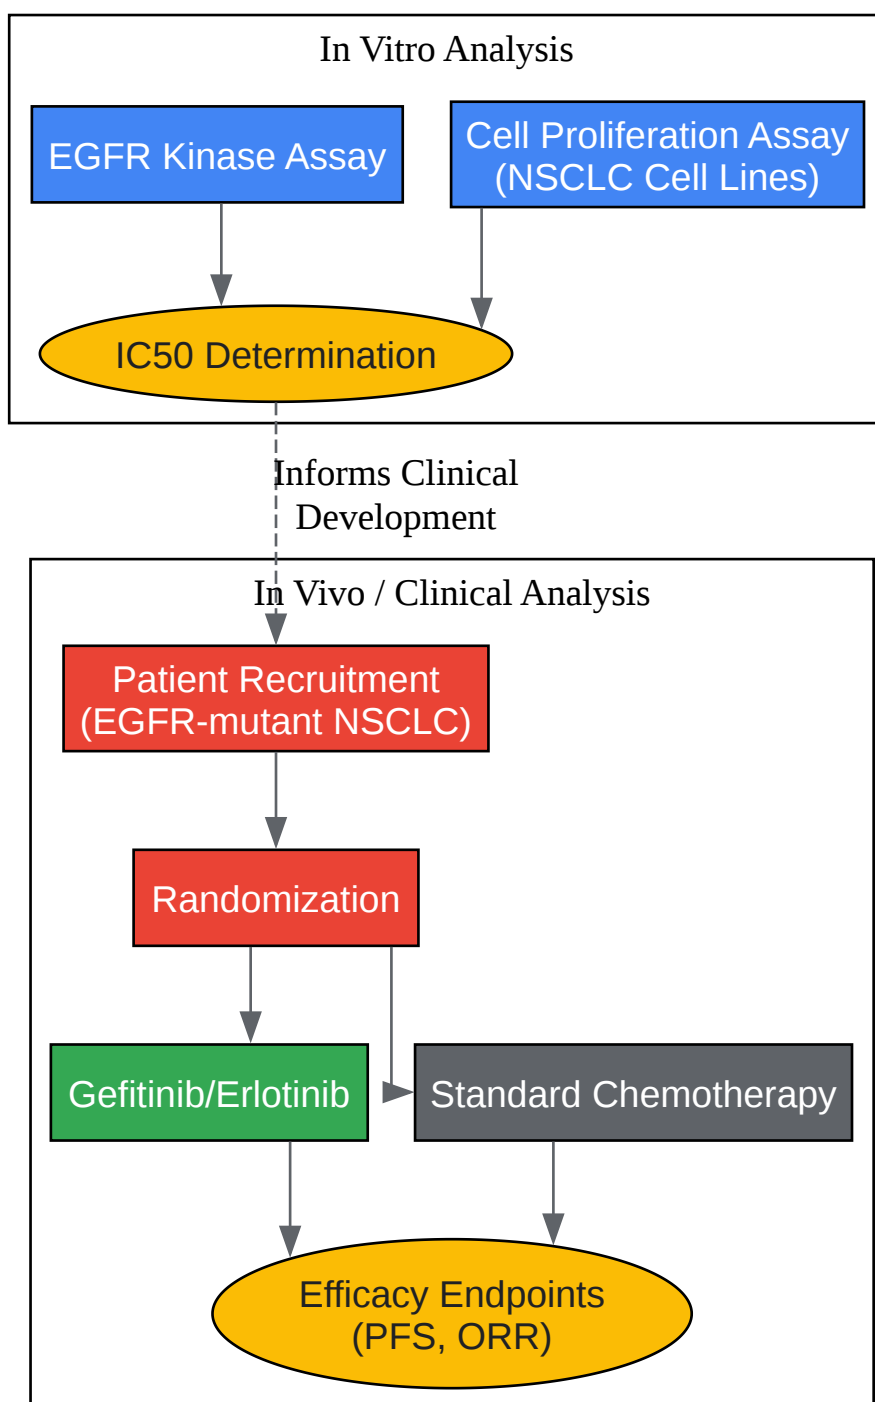 In Vitro Analysis
EGFR Kinase Assay
Cell Proliferation Assay
(NSCLC Cell Lines)
IC50 Determination
Informs Clinical
Development
In Vivo / Clinical Analysis
Patient Recruitment
(EGFR-mutant NSCLC)
Randomization
Gefitinib/Erlotinib
Standard Chemotherapy
Efficacy Endpoints
(PFS, ORR)